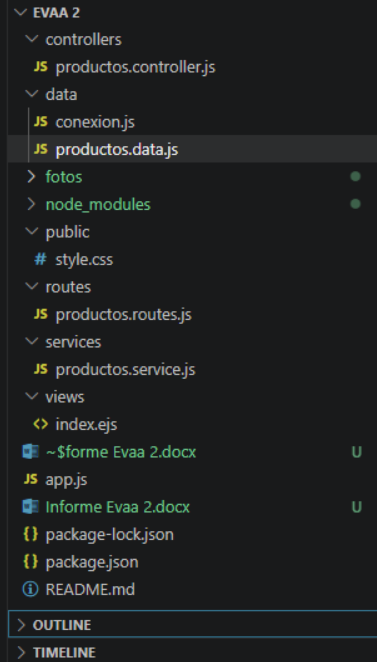 EVAA 2
controllers
JS productos.controller.js
data
JS conexion.js
JS productos.data.js
fotos
node_modules
public
# style.css
routes
JS productos.routes.js
services
JS productos.service.js
views
<> index.ejs
~$forme Evaa 2.docx U
JS app.js
Informe Evaa 2.docx U
{} package-lock.json
{} package.json
README.md
OUTLINE
TIMELINE